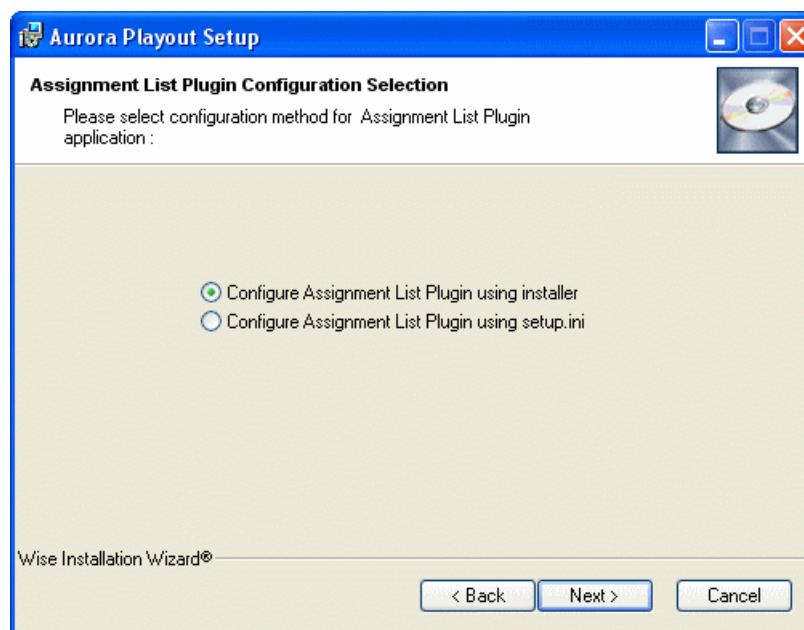 Aurora Playout Setup
Assignment List Plugin Configuration Selection
Please select configuration method for Assignment List Plugin
application :
Configure Assignment List Plugin using installer
Configure Assignment List Plugin using setup.ini
Wise Installation Wizard®
< Back
Next >
Cancel